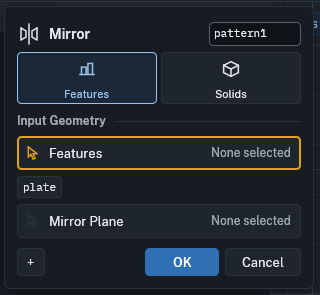 Mirror pattern1
Features Solids
Input Geometry
Features None selected
plate
Mirror Plane None selected
+ OK Cancel